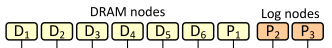 DRAM nodes Log nodes
D1 D2 D3 D4 D5 D6 P1 P2 P3